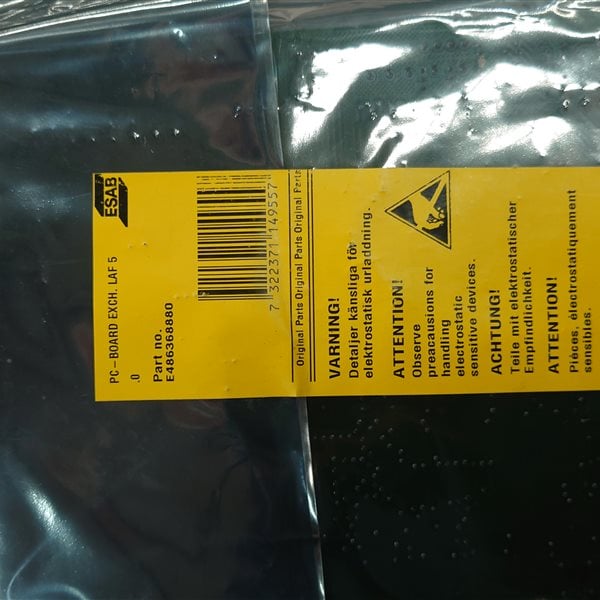 ESAB
PC-BOARD EXCH. LAF 5
.0
Part no.
E486368880
7 322371 149557
Original Parts Original Parts Original Parts
VARNING!
Detaljer känsliga för
elektrostatisk urladdning.
ATTENTION!
Observe
preacausions for
handling
electrostatic
sensitive devices.
ACHTUNG!
Teile mit elektrostatischer
Empfindlichkeit.
ATTENTION!
Pièces, électrostatiquement
sensibles.